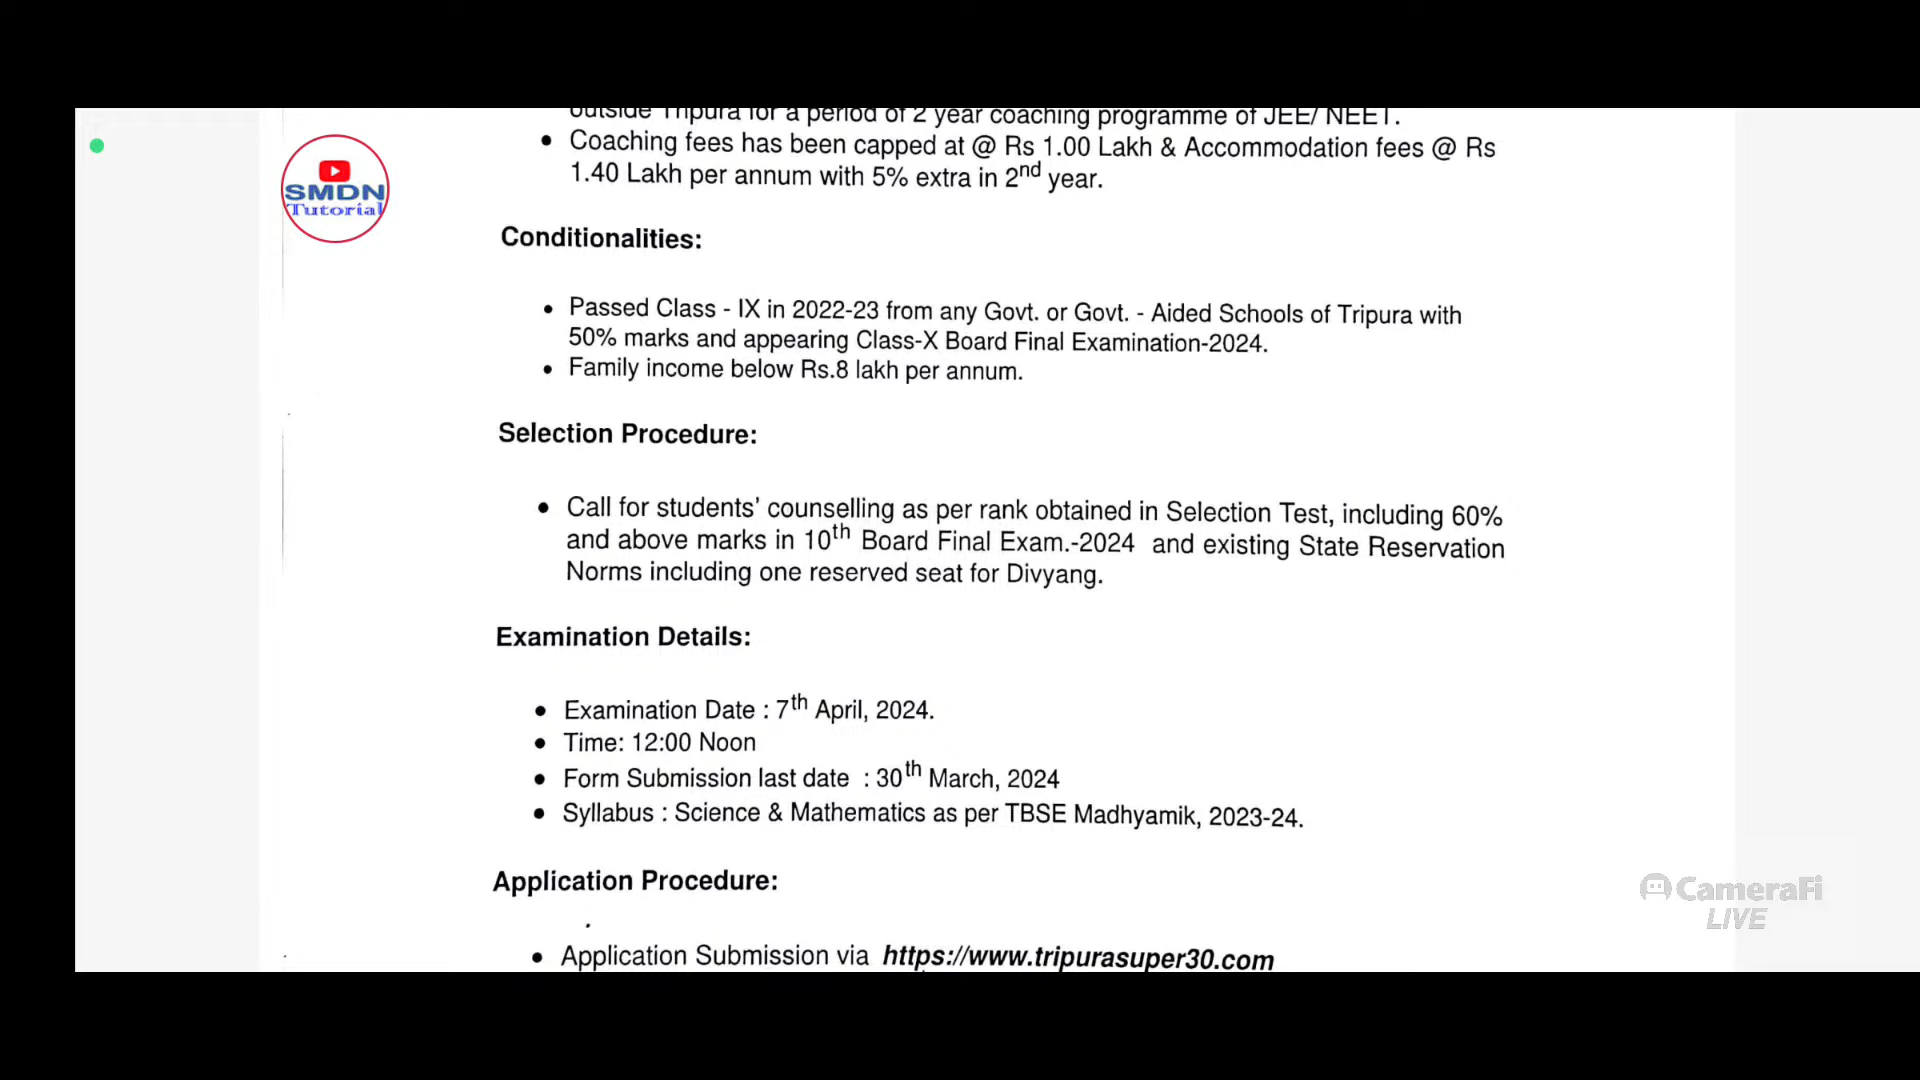 outside Tripura for a period of 2 year coaching programme of JEE/ NEET.
• Coaching fees has been capped at @ Rs 1.00 Lakh & Accommodation fees @ Rs
1.40 Lakh per annum with 5% extra in 2nd year.
SMDN
Tutorial
Conditionalities:
• Passed Class - IX in 2022-23 from any Govt. or Govt. - Aided Schools of Tripura with
50% marks and appearing Class-X Board Final Examination-2024.
• Family income below Rs.8 lakh per annum.
Selection Procedure:
• Call for students' counselling as per rank obtained in Selection Test, including 60%
and above marks in 10th Board Final Exam.-2024 and existing State Reservation
Norms including one reserved seat for Divyang.
Examination Details:
• Examination Date : 7th April, 2024.
• Time: 12:00 Noon
• Form Submission last date : 30th March, 2024
• Syllabus : Science & Mathematics as per TBSE Madhyamik, 2023-24.
Application Procedure:
• Application Submission via https://www.tripurasuper30.com
CameraFi
LIVE